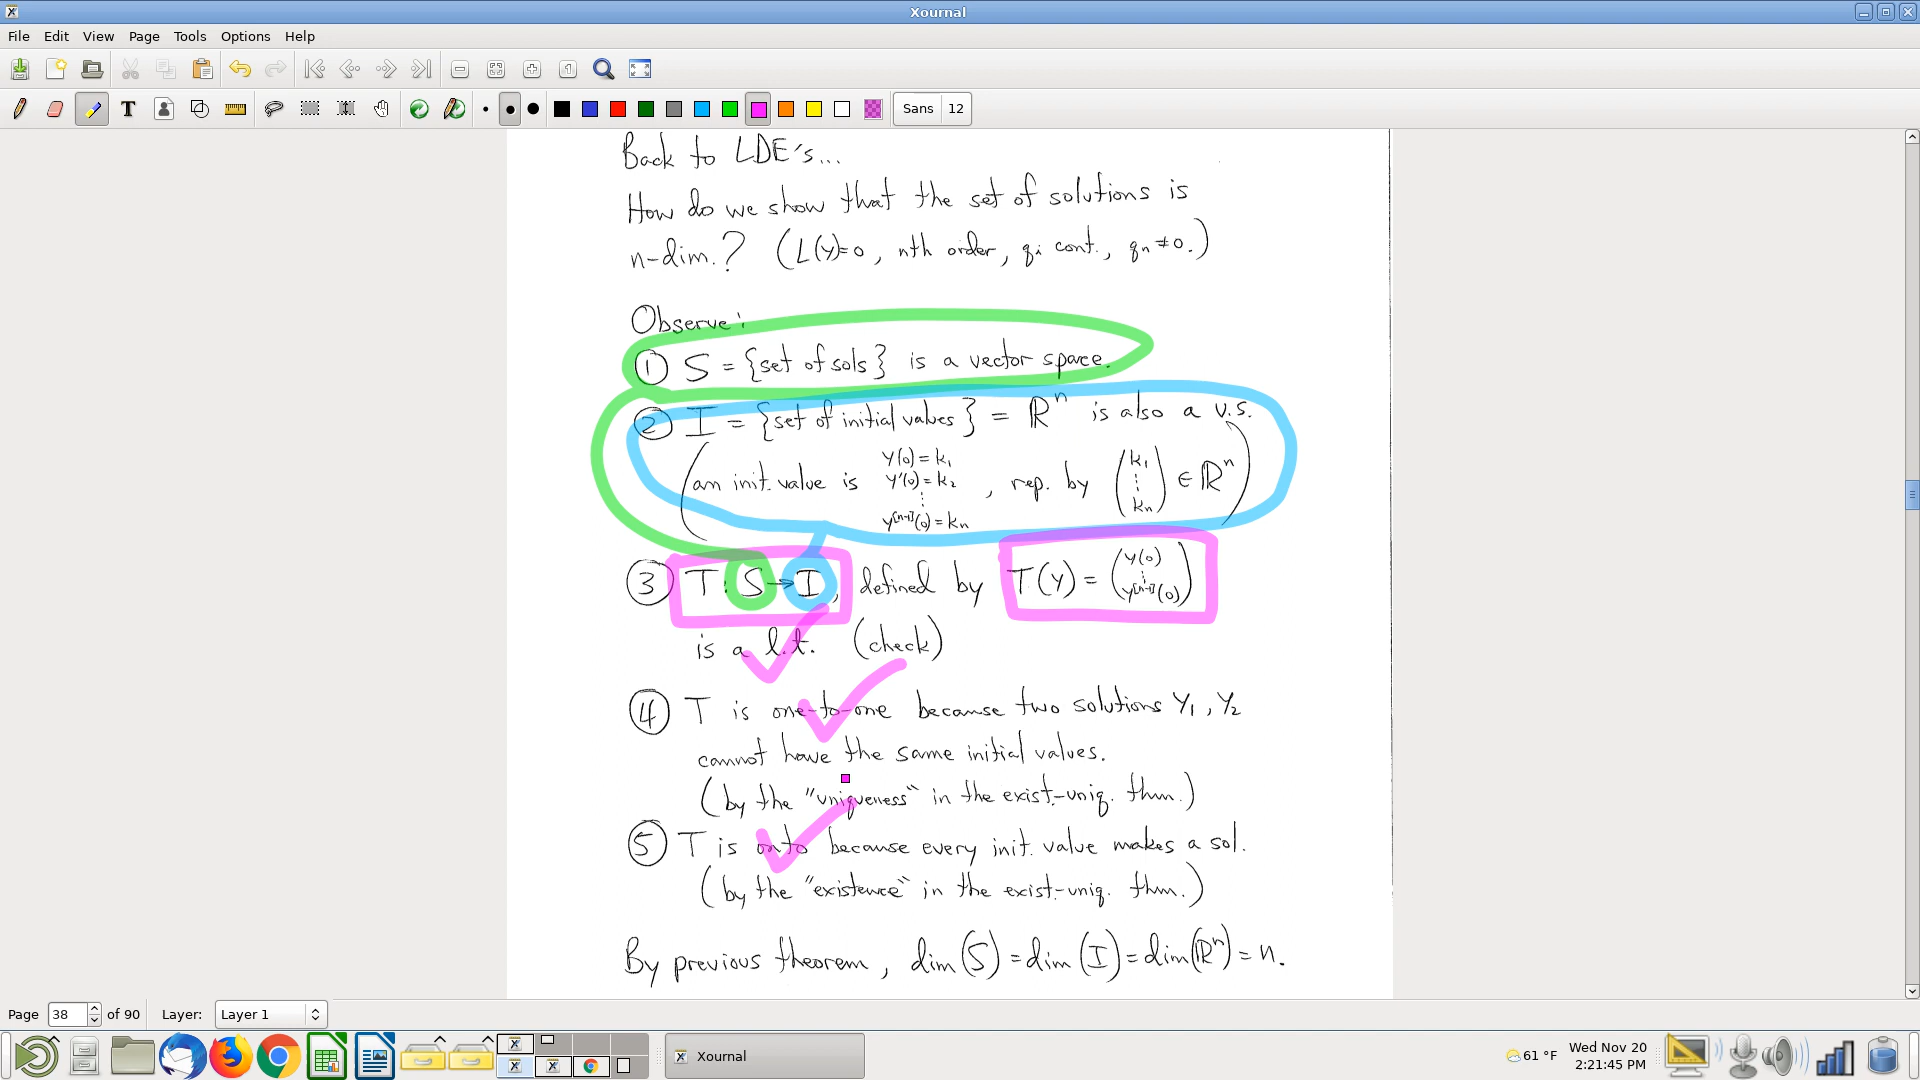 Xournal
File Edit View Page Tools Options Help
Sans 12
Back to LDE's...
How do we show that the set of solutions is
n-dim.? (L(y)=0, nth order, qi cont., qn≠0.)
Observe:
① S = {set of sols} is a vector space.
② I = {set of initial values} = ℝⁿ is also a v.s.
(an init. value is y(0)=k₁ y'(0)=k₂ ⋮ y^[n-1](0)=kn, rep. by (k₁ ⋮ kn) ∈ ℝⁿ)
③ T: S→I, defined by T(y) = (y(0) ⋮ y^[n-1](0))
is a l.t. (check)
④ T is one-to-one because two solutions y₁, y₂
cannot have the same initial values.
(by the "uniqueness" in the exist-uniq. thm.)
⑤ T is onto because every init. value makes a sol.
(by the "existence" in the exist-uniq. thm.)
By previous theorem, dim(S) = dim(I) = dim(ℝⁿ) = n.
Page 38 of 90 Layer: Layer 1
Xournal
61 °F
Wed Nov 20
2:21:45 PM